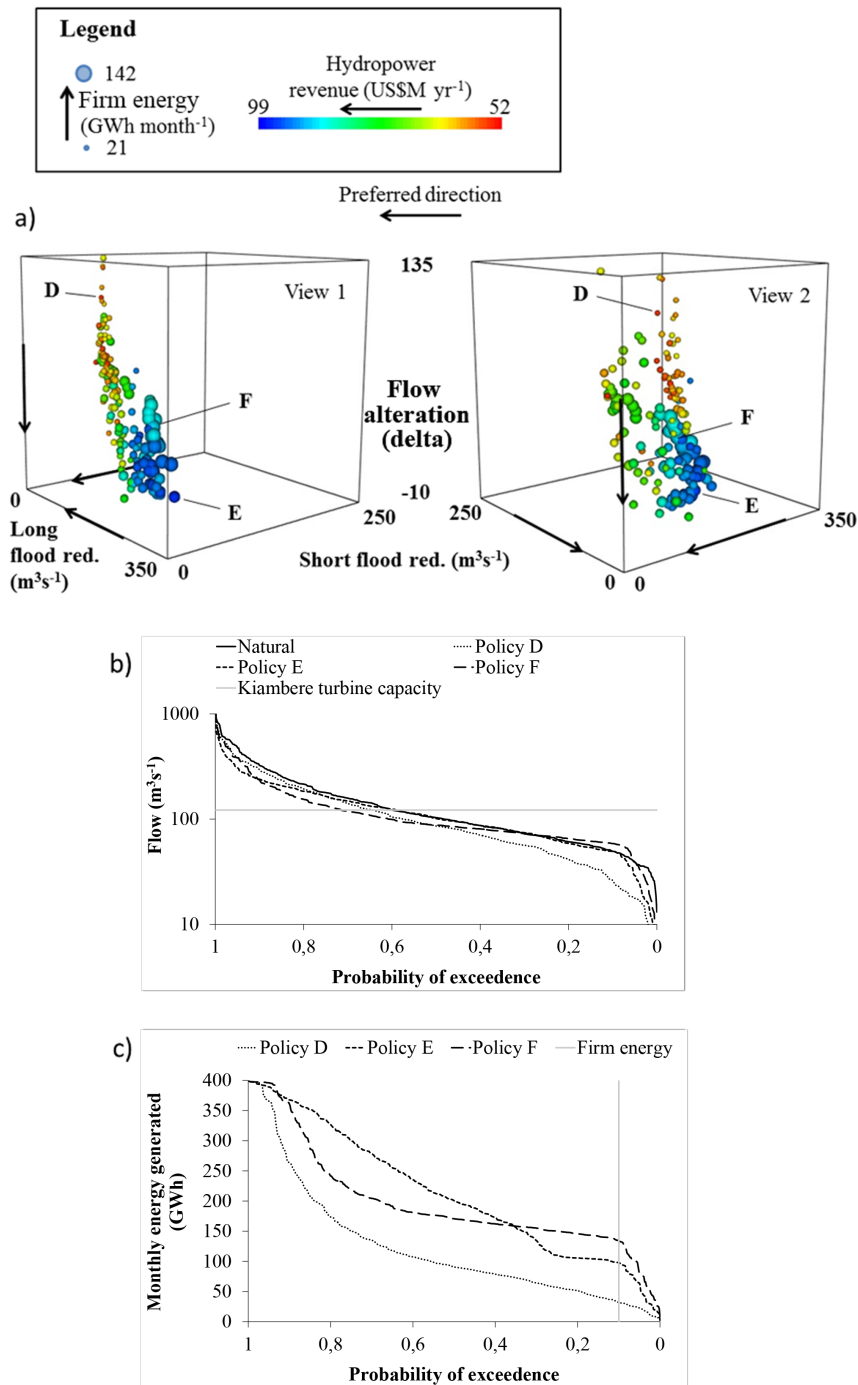 Legend
142
Firm energy
(GWh month-1)
21
Hydropower
revenue (US$M yr-1)
99
52
Preferred direction
a)
D
View 1
F
E
0
Long
flood red.
(m3s-1)
350
0
250
135
Flow
alteration
(delta)
-10
Short flood red. (m3s-1)
D
View 2
F
E
250
0
0
350
b)
Natural
Policy D
Policy E
Policy F
Kiambere turbine capacity
1000
100
10
Flow (m3s-1)
1
0,8
0,6
0,4
0,2
0
Probability of exceedence
c)
Policy D
Policy E
Policy F
Firm energy
400
350
300
250
200
150
100
50
0
Monthly energy generated
(GWh)
1
0,8
0,6
0,4
0,2
0
Probability of exceedence